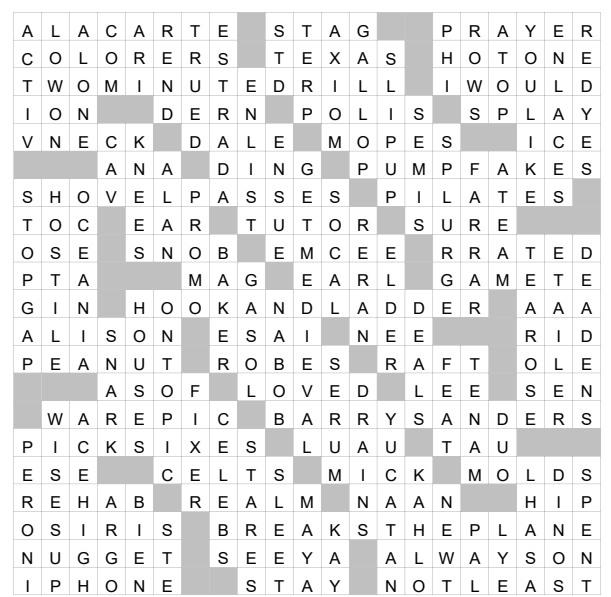 ALACARTE STAG PRAYER
COLORERS TEXAS HOTONE
TWOMINUTEDRILL IWOULD
ION DERN POLIS SPLAY
VNECK DALE MOPES ICE
ANA DING PUMPFAKES
SHOVELPASSES PILATES
TOC EAR TUTOR SURE
OSE SNOB EMCEE RRATED
PTA MAG EARL GAMETE
GIN HOOKANDLADDER AAA
ALISON ESAI NEE RID
PEANUT ROBES RAFT OLE
ASOF LOVED LEE SEN
WAREPIC BARRYSANDERS
PICKSIXES LUAU TAU
ESE CELTS MICK MOLDS
REHAB REALM NAAN HIP
OSIRIS BREAKSTHEPLANE
NUGGET SEEYA ALWAYSON
IPHONE STAY NOTLEAST